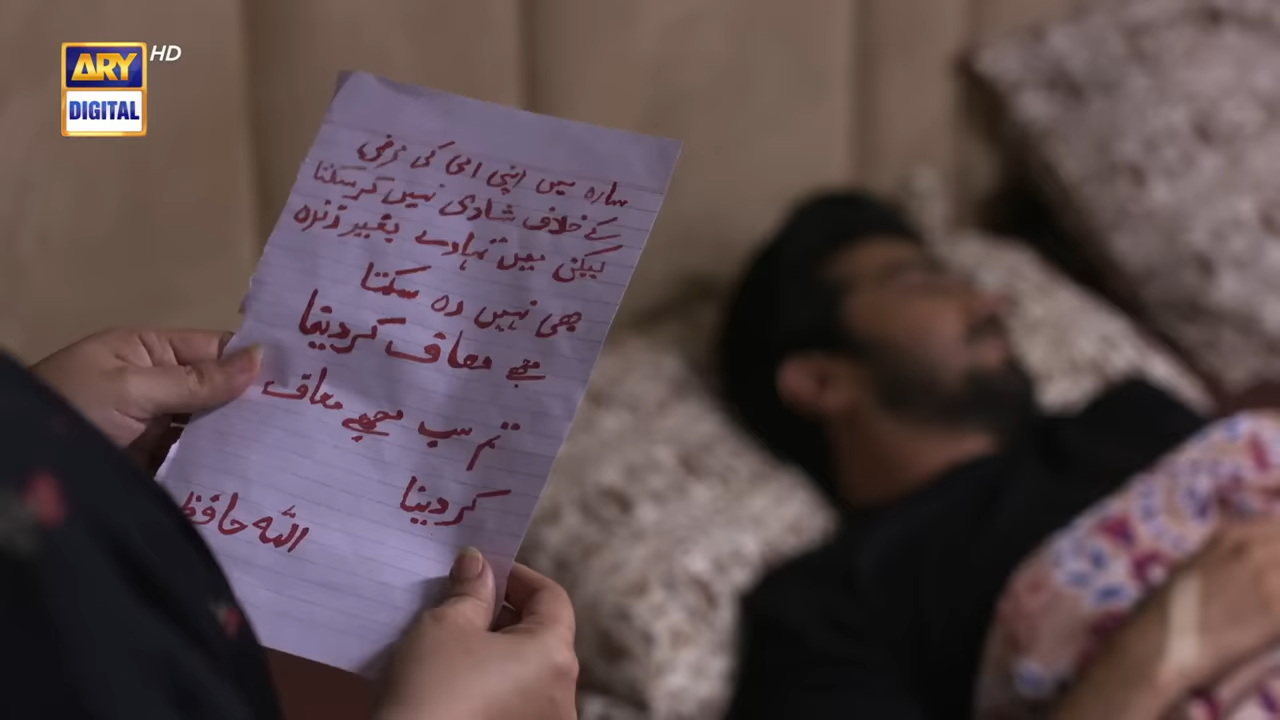 ARY
DIGITAL
HD
سارہ میں اپنی امی کی مرضی
کے خلاف شادی نہیں کرسکتا
لیکن میں تمہارے بغیر زندہ
بھی نہیں رہ سکتا
مجھے معاف کردینا
تم سب مجھے معاف
کردینا
اللہ حافظ